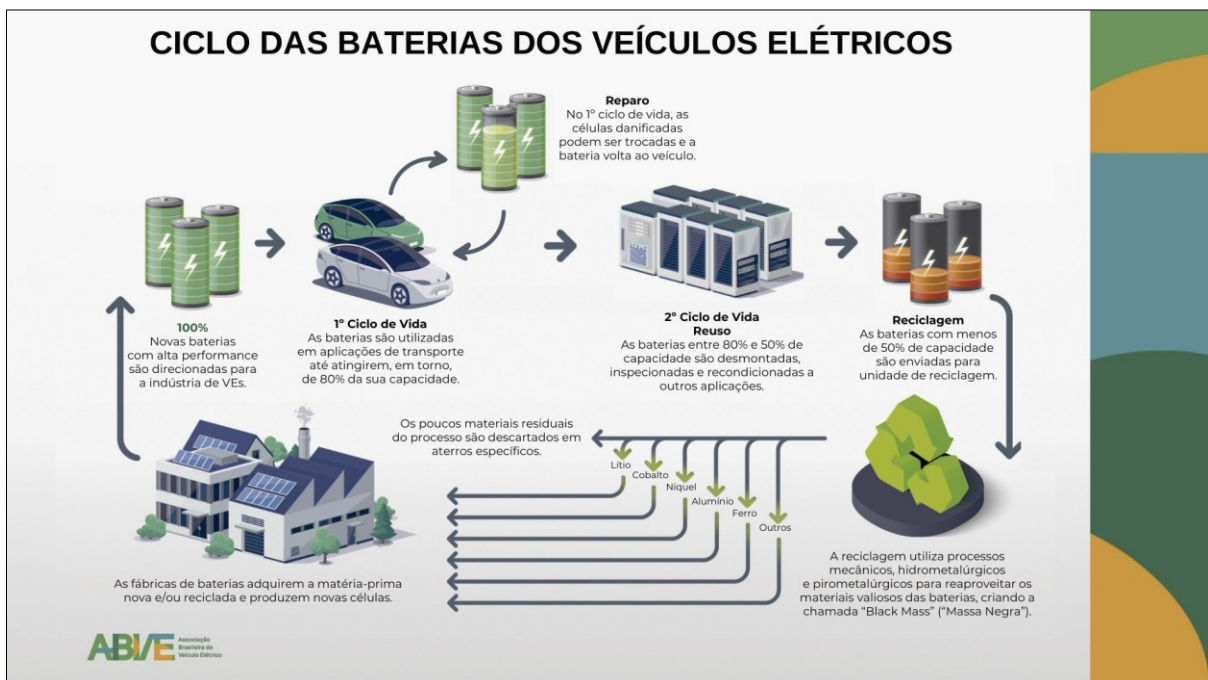 CICLO DAS BATERIAS DOS VEÍCULOS ELÉTRICOS
Reparo
No 1º ciclo de vida, as
células danificadas
podem ser trocadas e a
bateria volta ao veículo.
100%
Novas baterias
com alta performance
são direcionadas para
a indústria de VEs.
1º Ciclo de Vida
As baterias são utilizadas
em aplicações de transporte
até atingirem, em torno,
de 80% da sua capacidade.
2º Ciclo de Vida
Reuso
As baterias entre 80% e 50% de
capacidade são desmontadas,
inspecionadas e recondicionadas a
outros aplicações.
Reciclagem
As baterias com menos
de 50% de capacidade
são enviadas para
unidade de reciclagem.
Os poucos materiais residuais
do processo são descartados em
aterros específicos.
Lítio
Cobalto
Níquel
Alumínio
Ferro
Outros
A reciclagem utiliza processos
mecânicos, hidrometalúrgicos
e pirometalúrgicos para reaproveitar os
materiais valiosos das baterias, criando a
chamada “Black Mass” (“Massa Negra”).
As fábricas de baterias adquirem a matéria-prima
nova e/ou reciclada e produzem novas células.
ABVE
Associação
Brasileira do
Veículo Elétrico